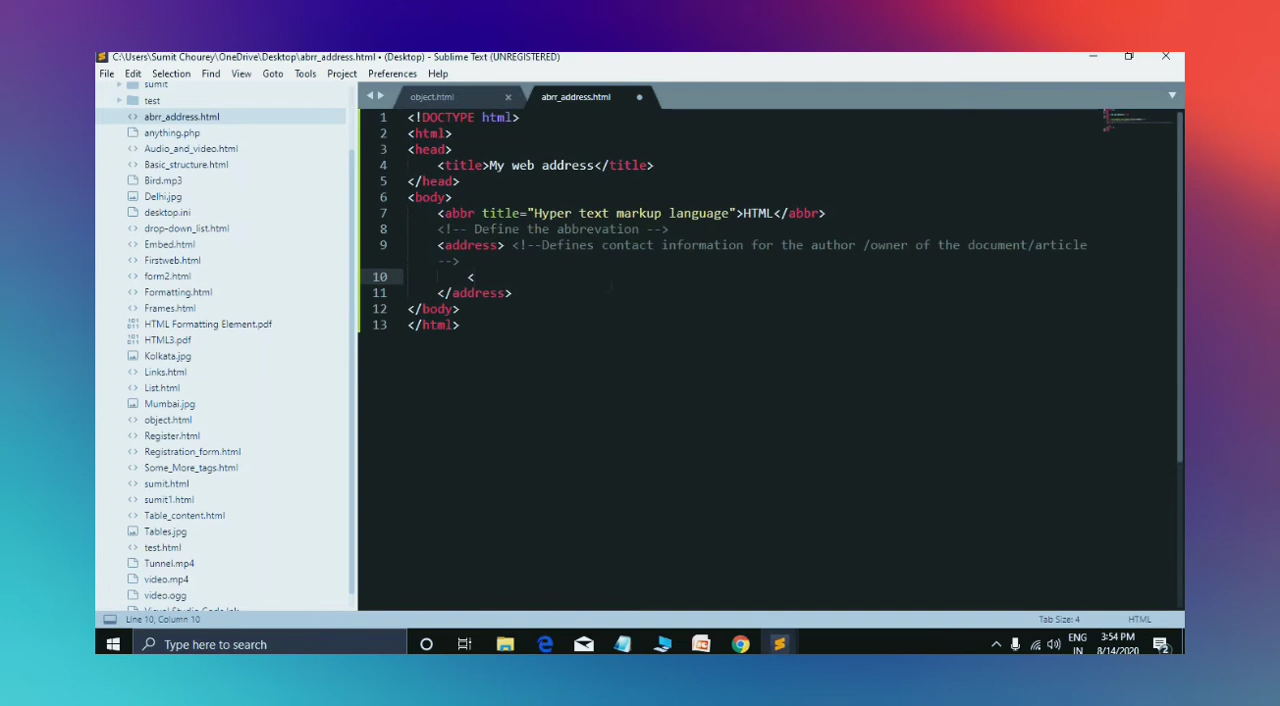 C:\Users\Sumit Chourey\OneDrive\Desktop\abrr_address.html • (Desktop) - Sublime Text (UNREGISTERED)
File Edit Selection Find View Goto Tools Project Preferences Help
sumit
test
abrr_address.html
anything.php
Audio_and_video.html
Basic_structure.html
Bird.mp3
Delhi.jpg
desktop.ini
drop-down_list.html
Embed.html
Firstweb.html
form2.html
Formatting.html
Frames.html
HTML Formatting Element.pdf
HTML3.pdf
Kolkata.jpg
Links.html
List.html
Mumbai.jpg
object.html
Register.html
Registration_form.html
Some_More_tags.html
sumit.html
sumit1.html
Table_content.html
Tables.jpg
test.html
Tunnel.mp4
video.mp4
video.ogg
object.html abrr_address.html
1 <!DOCTYPE html>
2 <html>
3 <head>
4 <title>My web address</title>
5 </head>
6 <body>
7 <abbr title="Hyper text markup language">HTML</abbr>
8 <!-- Define the abbrevation -->
9 <address> <!--Defines contact information for the author /owner of the document/article
-->
10 <
11 </address>
12 </body>
13 </html>
Line 10, Column 10 Tab Size: 4 HTML
Type here to search
ENG
IN
3:54 PM
8/14/2020
2